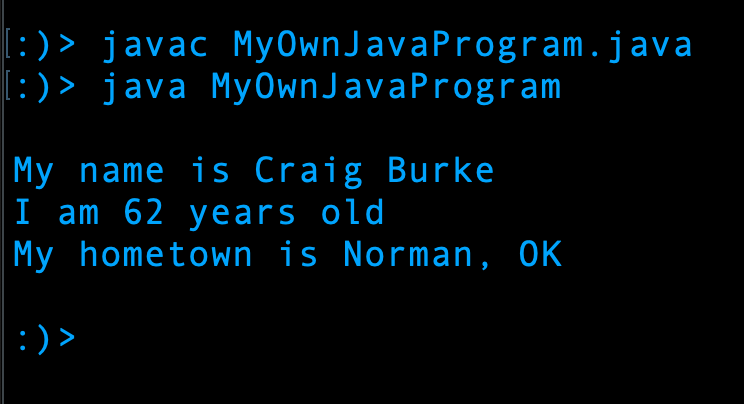 [:)> javac MyOwnJavaProgram.java
[:)> java MyOwnJavaProgram
My name is Craig Burke
I am 62 years old
My hometown is Norman, OK
:)>